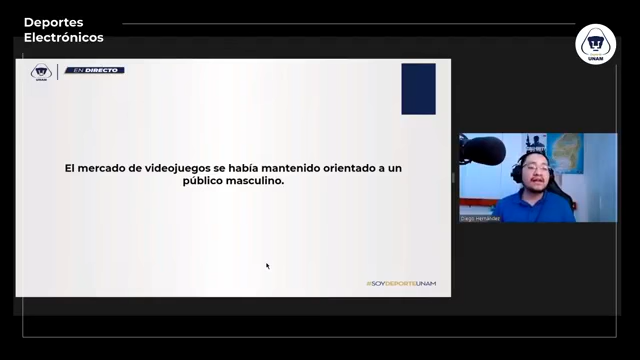 Deportes
Electrónicos
UNAM
UNAM
EN DIRECTO
El mercado de videojuegos se había mantenido orientado a un
público masculino.
Diego Hernández
#SOYDEPORTEUNAM